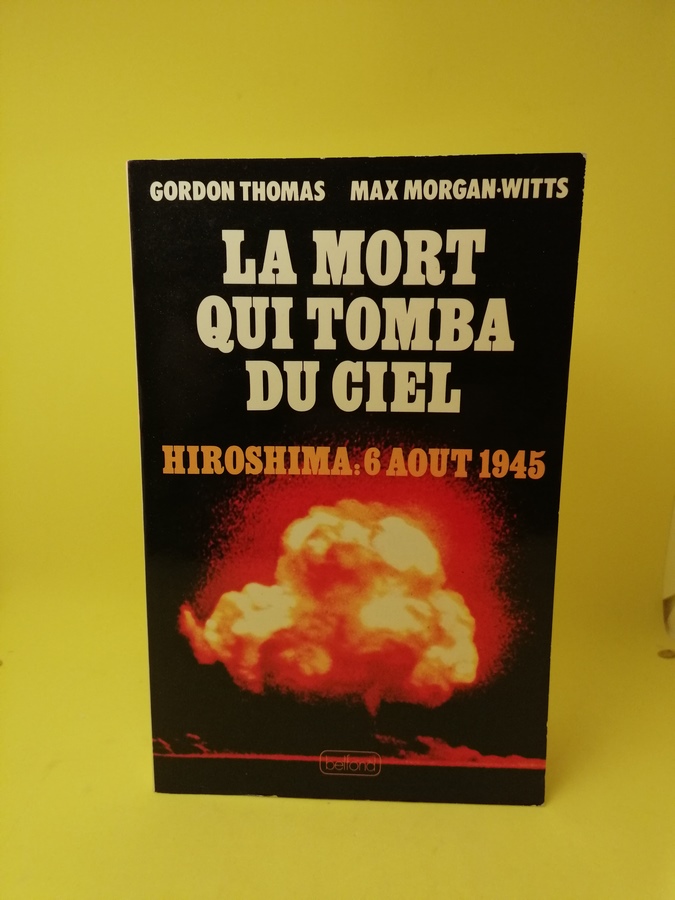 GORDON THOMAS MAX MORGAN-WITTS
LA MORT
QUI TOMBA
DU CIEL
HIROSHIMA: 6 AOUT 1945
belfond